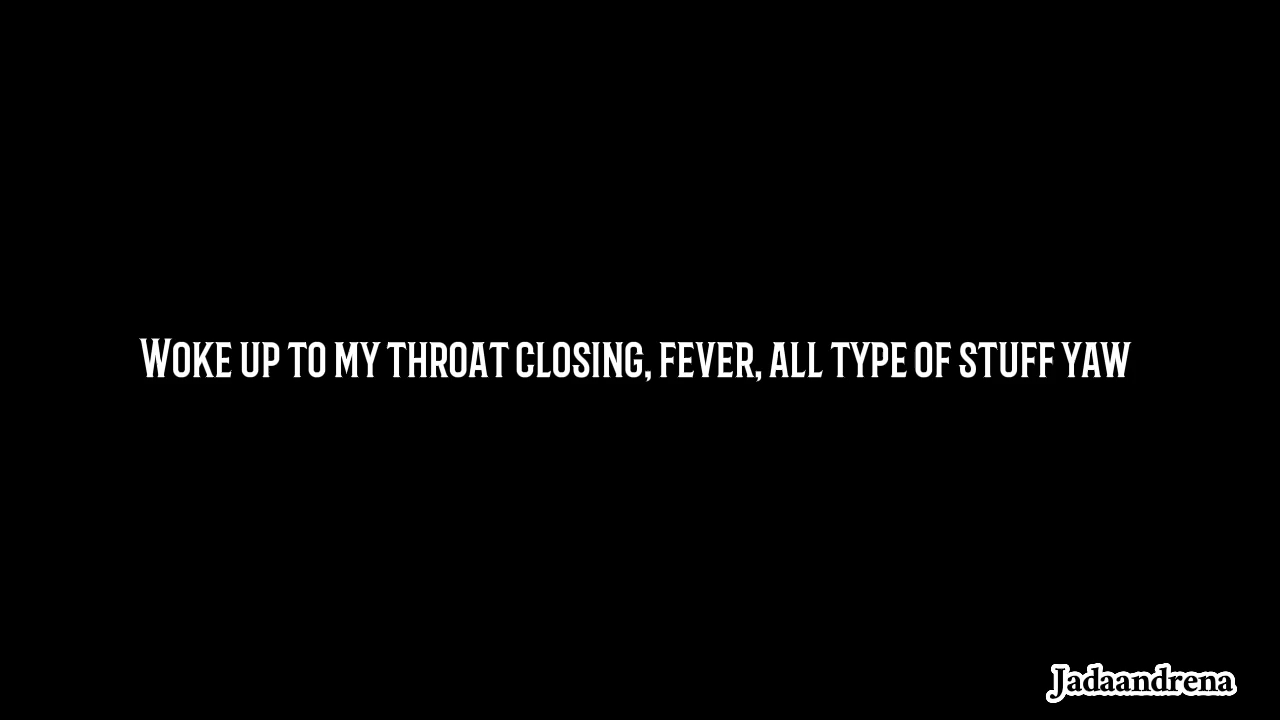 Woke up to my throat closing, fever, all type of stuff yaw
Jadaandrena